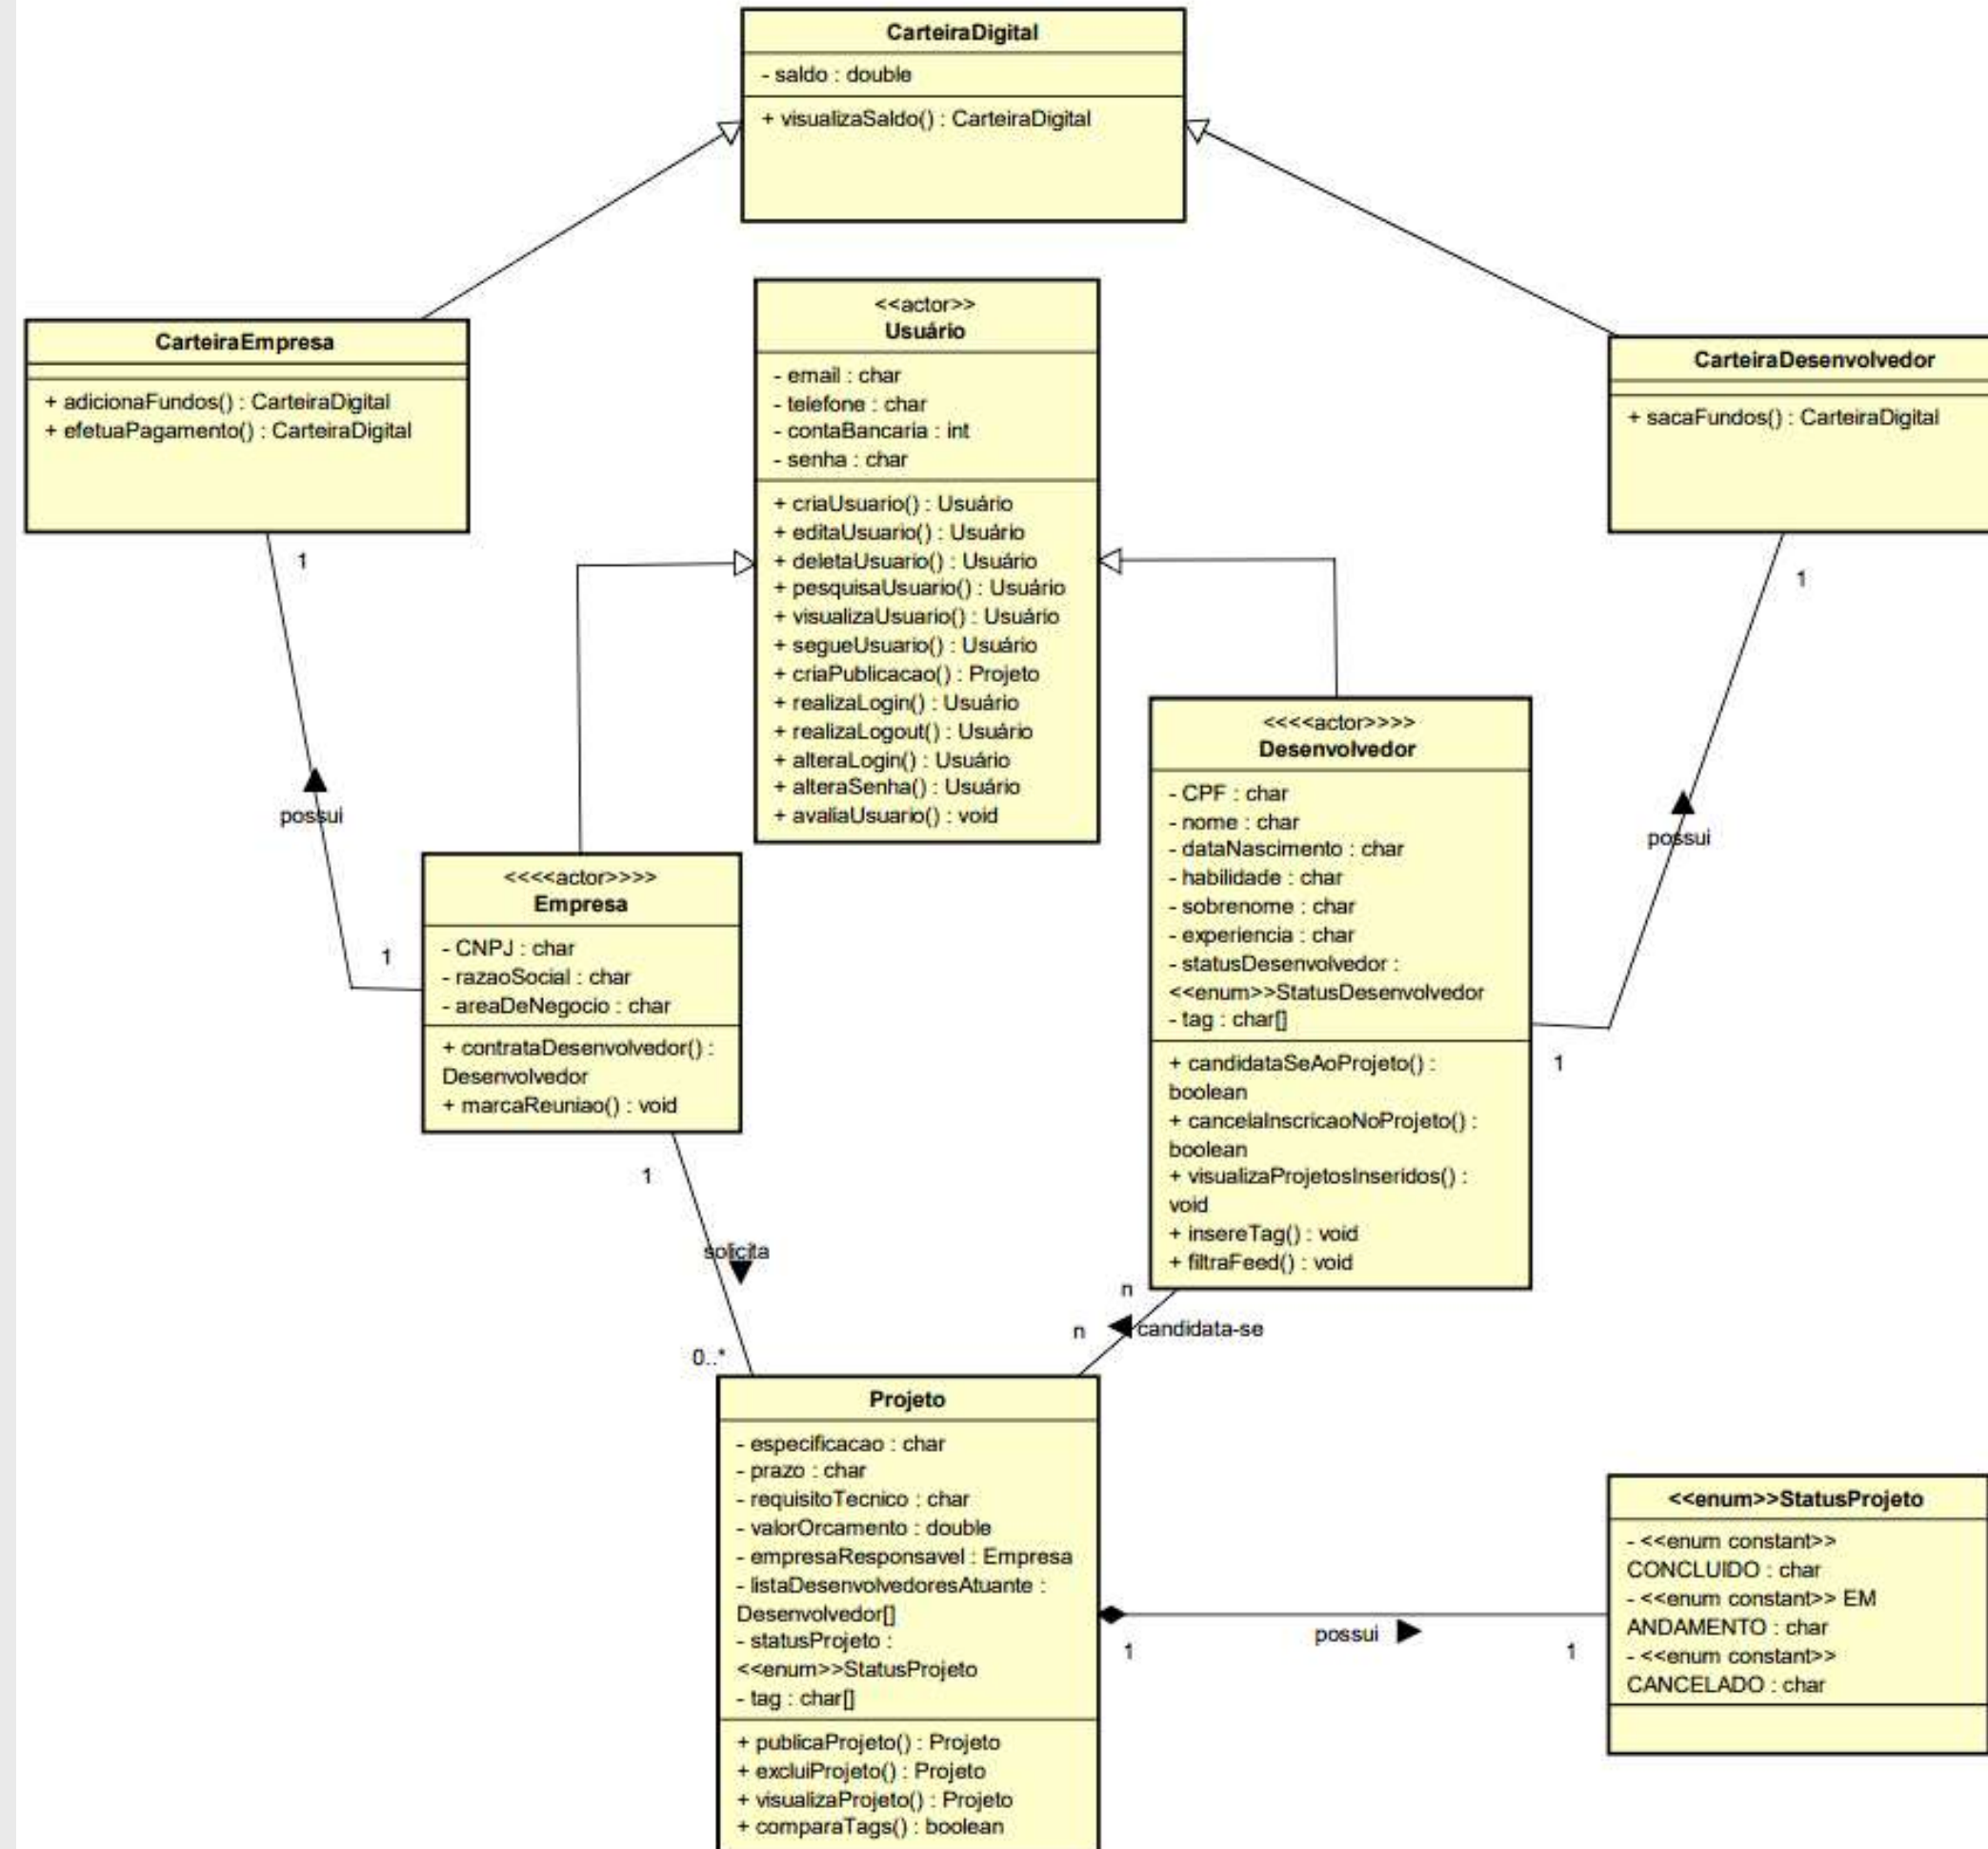 CarteiraDigital
- saldo : double
+ visualizaSaldo() : CarteiraDigital
CarteiraEmpresa
+ adicionaFundos() : CarteiraDigital
+ efetuaPagamento() : CarteiraDigital
1
possui
1
<<actor>>
Usuário
- email : char
- telefone : char
- contaBancaria : int
- senha : char
+ criaUsuario() : Usuário
+ editaUsuario() : Usuário
+ deletaUsuario() : Usuário
+ pesquisaUsuario() : Usuário
+ visualizaUsuario() : Usuário
+ segueUsuario() : Usuário
+ criaPublicacao() : Projeto
+ realizaLogin() : Usuário
+ realizaLogout() : Usuário
+ alteraLogin() : Usuário
+ alteraSenha() : Usuário
+ avaliaUsuario() : void
CarteiraDesenvolvedor
+ sacaFundos() : CarteiraDigital
1
possui
1
<<<<actor>>>>
Empresa
- CNPJ : char
- razaoSocial : char
- areaDeNegocio : char
+ contrataDesenvolvedor() :
Desenvolvedor
+ marcaReuniao() : void
1
solicita
0..*
<<<<actor>>>>
Desenvolvedor
- CPF : char
- nome : char
- dataNascimento : char
- habilidade : char
- sobrenome : char
- experiencia : char
- statusDesenvolvedor :
<<enum>>StatusDesenvolvedor
- tag : char[]
+ candidataSeAoProjeto() :
boolean
+ cancelaInscricaoNoProjeto() :
boolean
+ visualizaProjetosInseridos() :
void
+ insereTag() : void
+ filtraFeed() : void
n
candidata-se
n
Projeto
- especificacao : char
- prazo : char
- requisitoTecnico : char
- valorOrcamento : double
- empresaResponsavel : Empresa
- listaDesenvolvedoresAtuante :
Desenvolvedor[]
- statusProjeto :
<<enum>>StatusProjeto
- tag : char[]
+ publicaProjeto() : Projeto
+ excluiProjeto() : Projeto
+ visualizaProjeto() : Projeto
+ comparaTags() : boolean
1
possui
1
<<enum>>StatusProjeto
- <<enum constant>>
CONCLUIDO : char
- <<enum constant>> EM
ANDAMENTO : char
- <<enum constant>>
CANCELADO : char